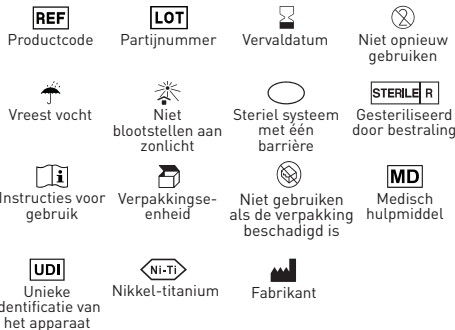 REF
LOT
Productcode
Partijnummer
Vervaldatum
Niet opnieuw
gebruiken
2
STERILE R
Vreest vocht
Niet
blootstellen aan
zonlicht
Steriel systeem
met één
barrière
Gesteriliseerd
door bestraling
i
MD
Instructies voor
gebruik
Verpakkingse-
enheid
Niet gebruiken
als de verpakking
beschadigd is
Medisch
hulpmiddel
UDI
Ni-Ti
Unieke
identificatie van
het apparaat
Nikkel-titanium
Fabrikant